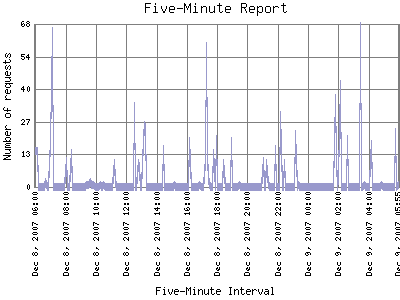 Five-Minute Report
Number of requests
68
54
40
27
13
0
Dec 8, 2007 06:00
Dec 8, 2007 08:00
Dec 8, 2007 10:00
Dec 8, 2007 12:00
Dec 8, 2007 14:00
Dec 8, 2007 16:00
Dec 8, 2007 18:00
Dec 8, 2007 20:00
Dec 8, 2007 22:00
Dec 9, 2007 00:00
Dec 9, 2007 02:00
Dec 9, 2007 04:00
Dec 9, 2007 05:55
Five-Minute Interval